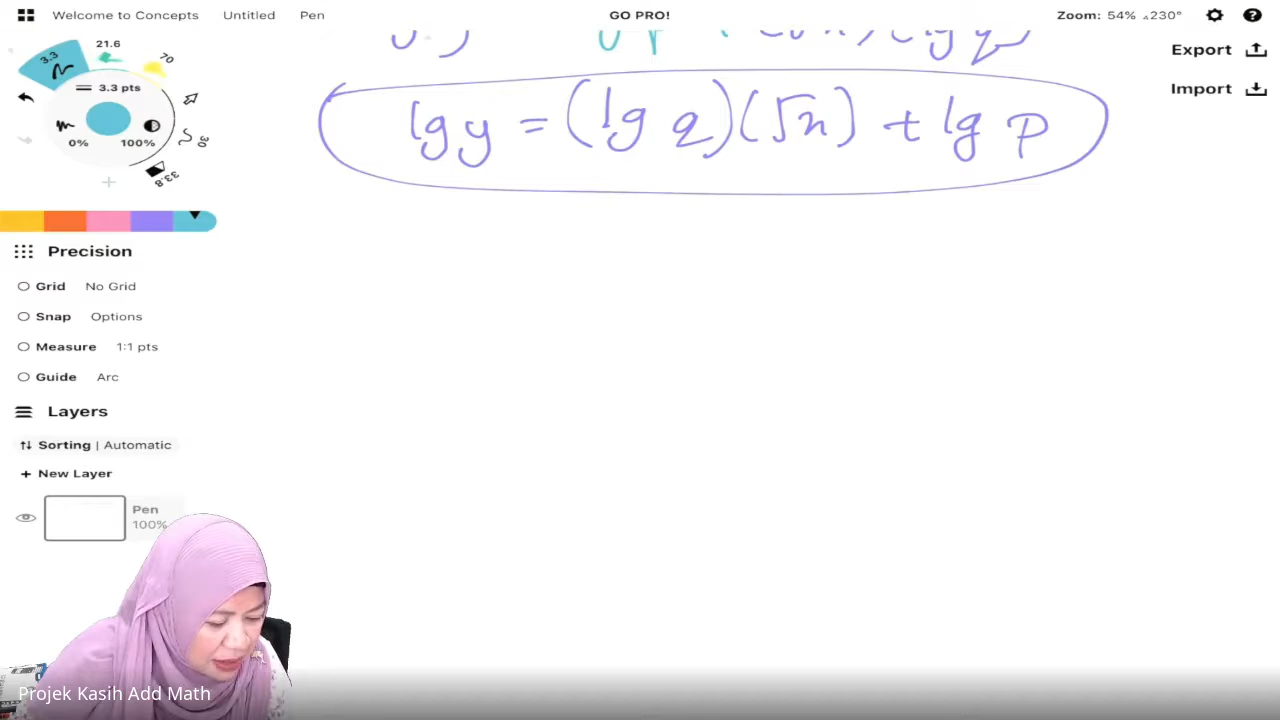 Welcome to Concepts Untitled Pen GO PRO! Zoom: 54% ⊿230°
Export
Import
21.6
70
3.3
3.3 pts
0% 100%
30
33.8
lg y = (lg q)(√x) + lg p
Precision
Grid No Grid
Snap Options
Measure 1:1 pts
Guide Arc
Layers
Sorting | Automatic
+ New Layer
Pen
100%
Projek Kasih Add Math